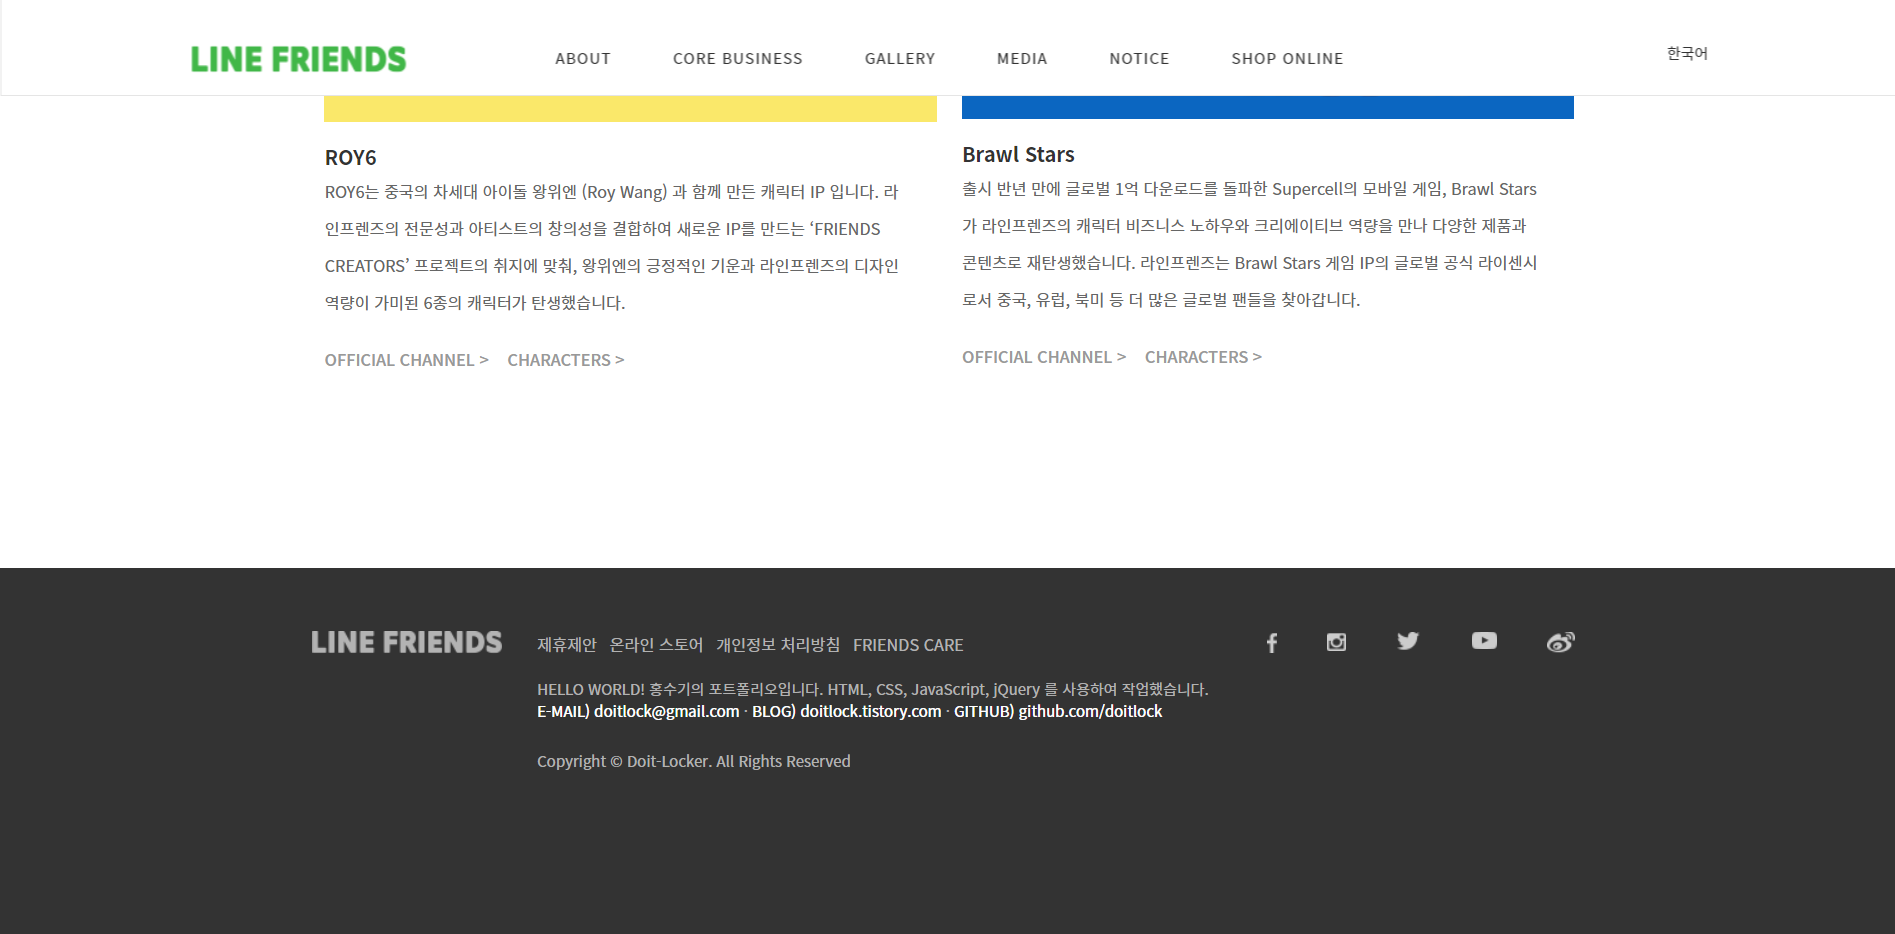 LINE FRIENDS
ABOUT
CORE BUSINESS
GALLERY
MEDIA
NOTICE
SHOP ONLINE
한국어
ROY6
ROY6는 중국의 차세대 아이돌 왕위엔 (Roy Wang) 과 함께 만든 캐릭터 IP 입니다. 라
인프렌즈의 전문성과 아티스트의 창의성을 결합하여 새로운 IP를 만드는 ‘FRIENDS
CREATORS’ 프로젝트의 취지에 맞춰, 왕위엔의 긍정적인 기운과 라인프렌즈의 디자인
역량이 가미된 6종의 캐릭터가 탄생했습니다.
OFFICIAL CHANNEL > CHARACTERS >
Brawl Stars
출시 반년 만에 글로벌 1억 다운로드를 돌파한 Supercell의 모바일 게임, Brawl Stars
가 라인프렌즈의 캐릭터 비즈니스 노하우와 크리에이티브 역량을 만나 다양한 제품과
콘텐츠로 재탄생했습니다. 라인프렌즈는 Brawl Stars 게임 IP의 글로벌 공식 라이센시
로서 중국, 유럽, 북미 등 더 많은 글로벌 팬들을 찾아갑니다.
OFFICIAL CHANNEL > CHARACTERS >
LINE FRIENDS
제휴제안 온라인 스토어 개인정보 처리방침 FRIENDS CARE
HELLO WORLD! 홍수기의 포트폴리오입니다. HTML, CSS, JavaScript, jQuery 를 사용하여 작업했습니다.
E-MAIL) doitlock@gmail.com · BLOG) doitlock.tistory.com · GITHUB) github.com/doitlock
Copyright © Doit-Locker. All Rights Reserved